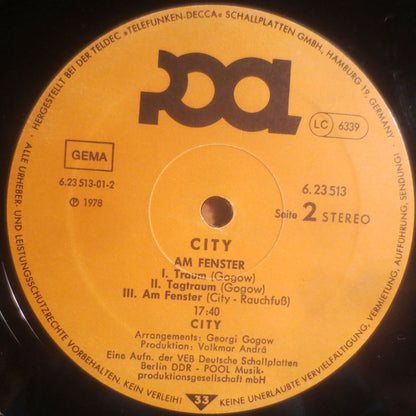 HERGESTELLT BEI DER TELDEC »TELEFUNKEN-DECCA« SCHALLPLATTEN GMBH, HAMBURG 19, GERMANY •
POOL
LC 6339
GEMA
6.23 513-01-2
Ⓟ 1978
6.23 513
Seite 2 STEREO
CITY
AM FENSTER
I. Traum (Gogow)
II. Tagtraum (Gogow)
III. Am Fenster (City - Rauchfuß)
17:40
CITY
Arrangements: Georgi Gogow
Produktion: Volkmar Andrä
Eine Aufn. der VEB Deutsche Schallplatten
Berlin DDR - POOL Musik-
produktionsgesellschaft mbH
33
• ALLE URHEBER- UND LEISTUNGSSCHUTZRECHTE VORBEHALTEN. KEIN VERLEIH!
KEINE UNERLAUBTE VERVIELFÄLTIGUNG, VERMIETUNG, AUFFÜHRUNG, SENDUNG!